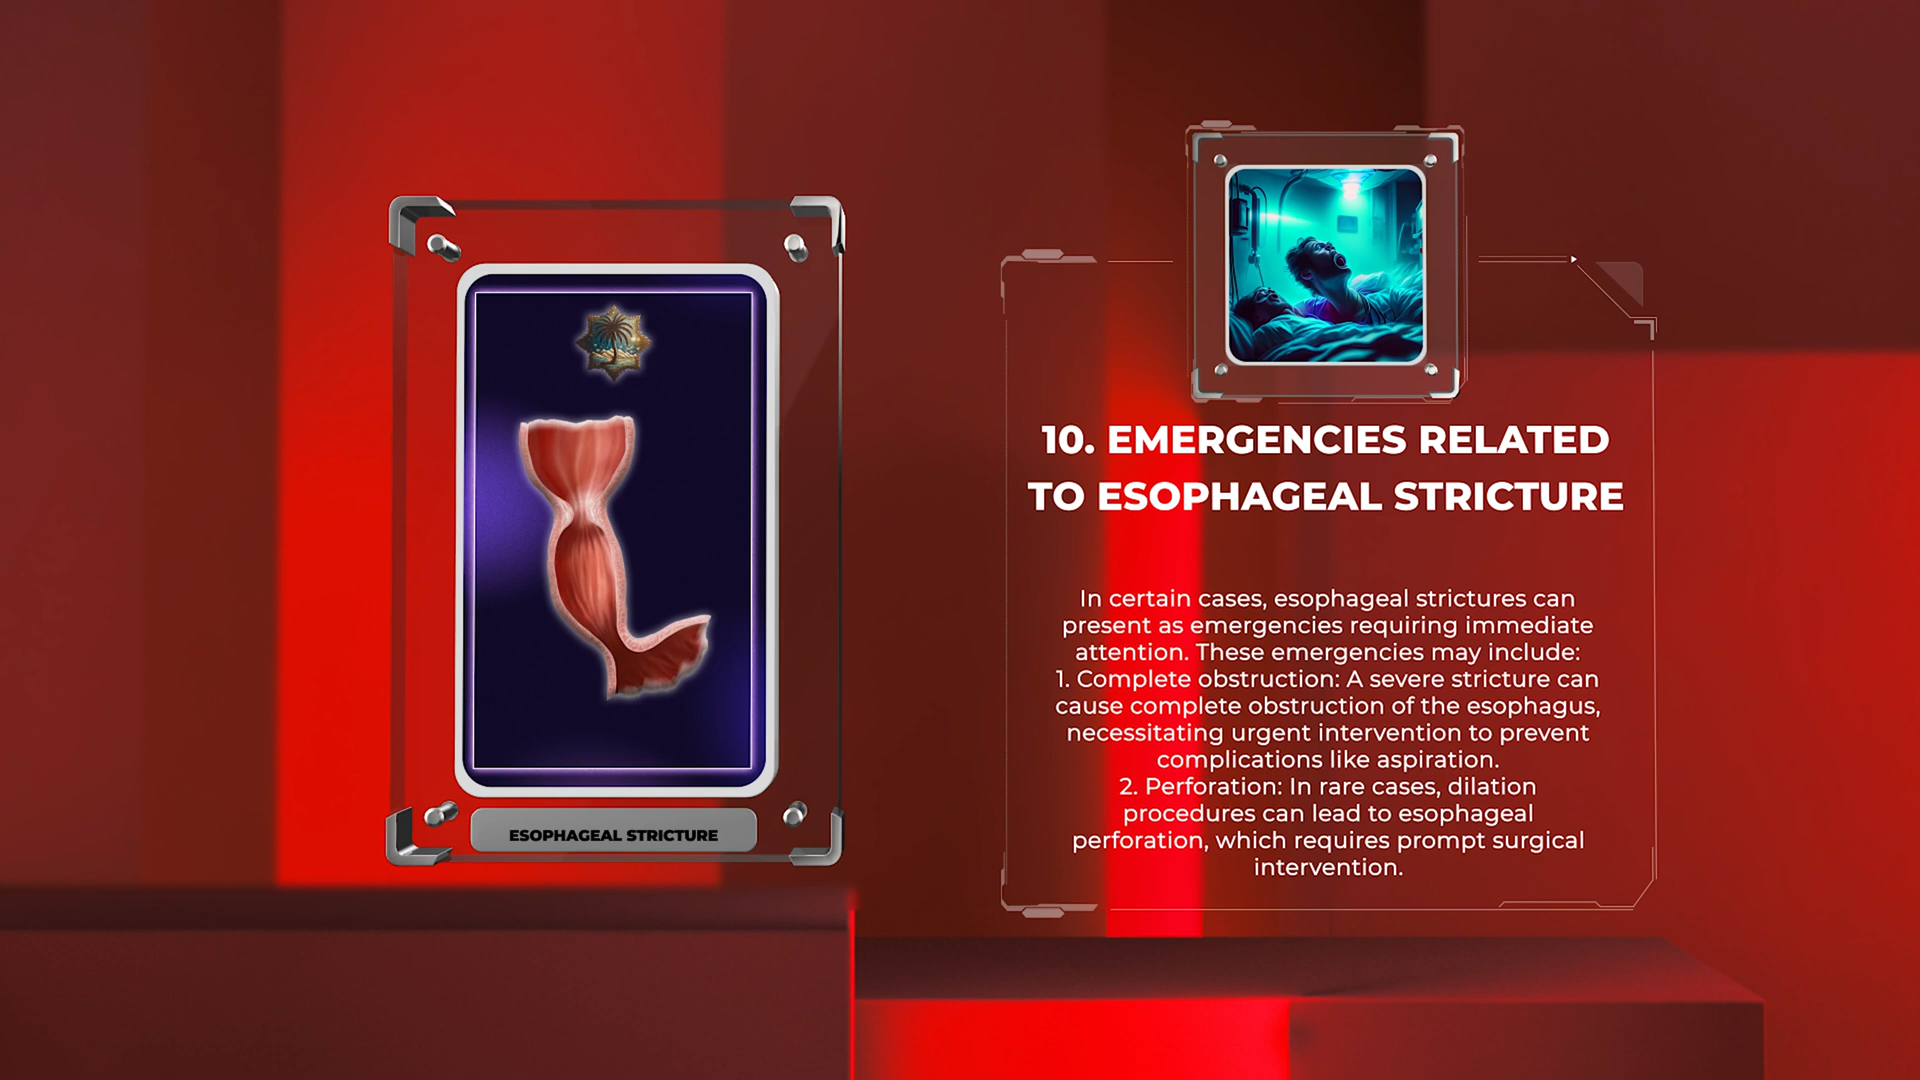 ESOPHAGEAL STRICTURE
10. EMERGENCIES RELATED
TO ESOPHAGEAL STRICTURE
In certain cases, esophageal strictures can
present as emergencies requiring immediate
attention. These emergencies may include:
1. Complete obstruction: A severe stricture can
cause complete obstruction of the esophagus,
necessitating urgent intervention to prevent
complications like aspiration.
2. Perforation: In rare cases, dilation
procedures can lead to esophageal
perforation, which requires prompt surgical
intervention.